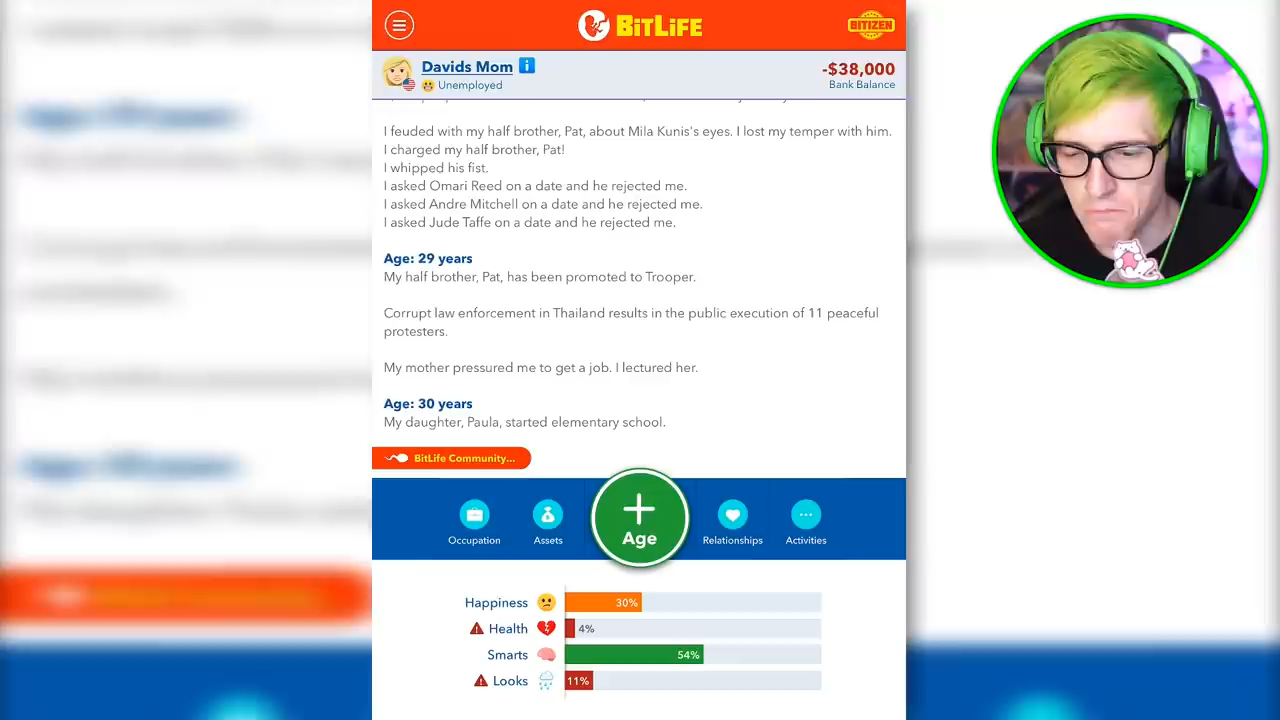 BITLIFE
BITIZEN
Davids Mom i
Unemployed
-$38,000
Bank Balance
I feuded with my half brother, Pat, about Mila Kunis's eyes. I lost my temper with him.
I charged my half brother, Pat!
I whipped his fist.
I asked Omari Reed on a date and he rejected me.
I asked Andre Mitchell on a date and he rejected me.
I asked Jude Taffe on a date and he rejected me.
Age: 29 years
My half brother, Pat, has been promoted to Trooper.
Corrupt law enforcement in Thailand results in the public execution of 11 peaceful
protesters.
My mother pressured me to get a job. I lectured her.
Age: 30 years
My daughter, Paula, started elementary school.
BitLife Community...
Occupation
Assets
+ Age
Relationships
Activities
Happiness 30%
Health 4%
Smarts 54%
Looks 11%